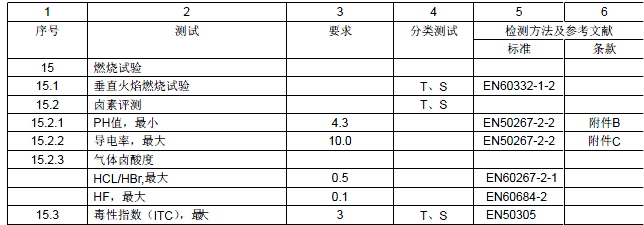 1 2 3 4 5 6
序号 测试 要求 分类测试 检测方法及参考文献
标准 条款
15 燃烧试验
15.1 垂直火焰燃烧试验 T、S EN60332-1-2
15.2 卤素评测 T、S
15.2.1 PH值，最小 4.3 EN50267-2-2 附件B
15.2.2 导电率，最大 10.0 EN50267-2-2 附件C
15.2.3 气体卤酸度
HCL/HBr,最大 0.5 EN60267-2-1
HF，最大 0.1 EN60684-2
15.3 毒性指数（ITC），最大 3 T、S EN50305